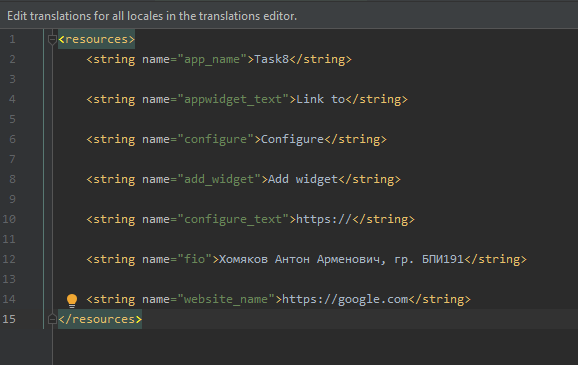 Edit translations for all locales in the translations editor.
1 <resources>
2 <string name="app_name">Task8</string>
3
4 <string name="appwidget_text">Link to</string>
5
6 <string name="configure">Configure</string>
7
8 <string name="add_widget">Add widget</string>
9
10 <string name="configure_text">https://</string>
11
12 <string name="fio">Хомяков Антон Арменович, гр. БПИ191</string>
13
14 <string name="website_name">https://google.com</string>
15 </resources>